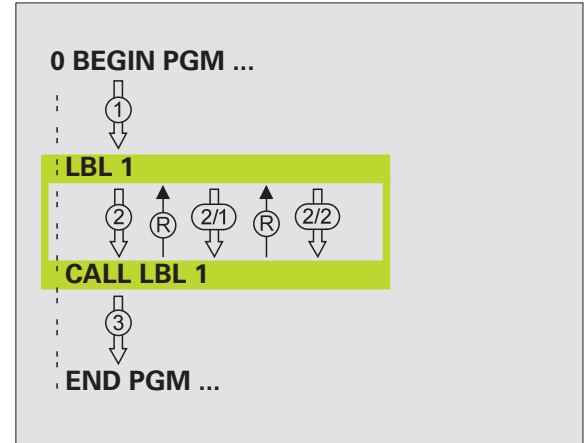 0 BEGIN PGM ...
1
LBL 1
2 R 2/1 R 2/2
CALL LBL 1
3
END PGM ...